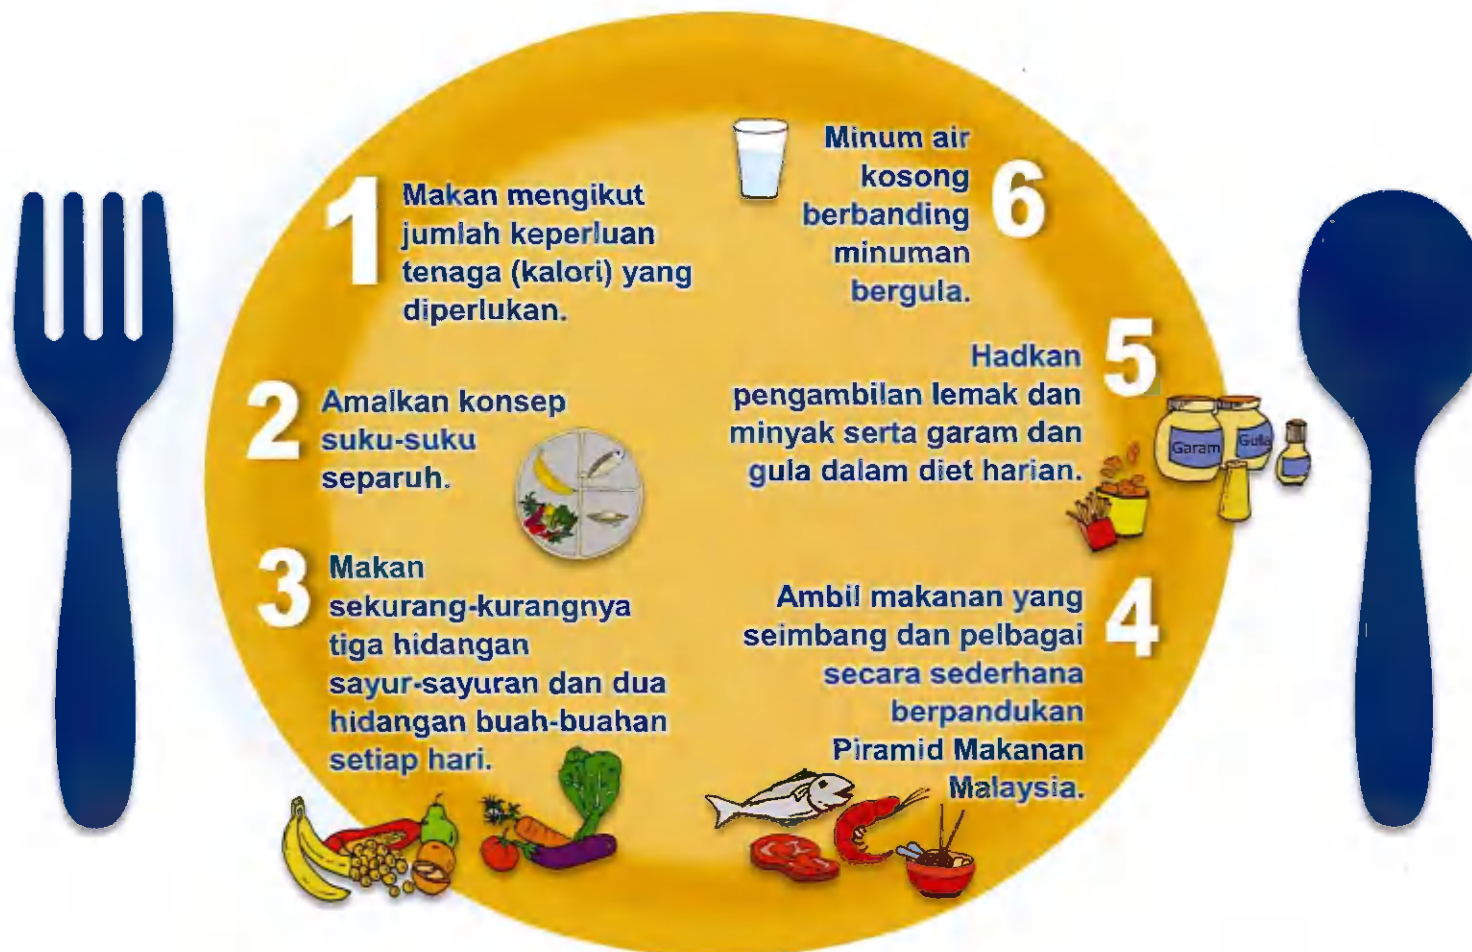 1
Makan mengikut
jumlah keperluan
tenaga (kalori) yang
diperlukan.
2
Amalkan konsep
suku-suku
separuh.
3
Makan
sekurang-kurangnya
tiga hidangan
sayur-sayuran dan dua
hidangan buah-buahan
setiap hari.
4
Ambil makanan yang
seimbang dan pelbagai
secara sederhana
berpandukan
Piramid Makanan
Malaysia.
5
Hadkan
pengambilan lemak dan
minyak serta garam dan
gula dalam diet harian.
Garam
Gula
6
Minum air
kosong
berbanding
minuman
bergula.